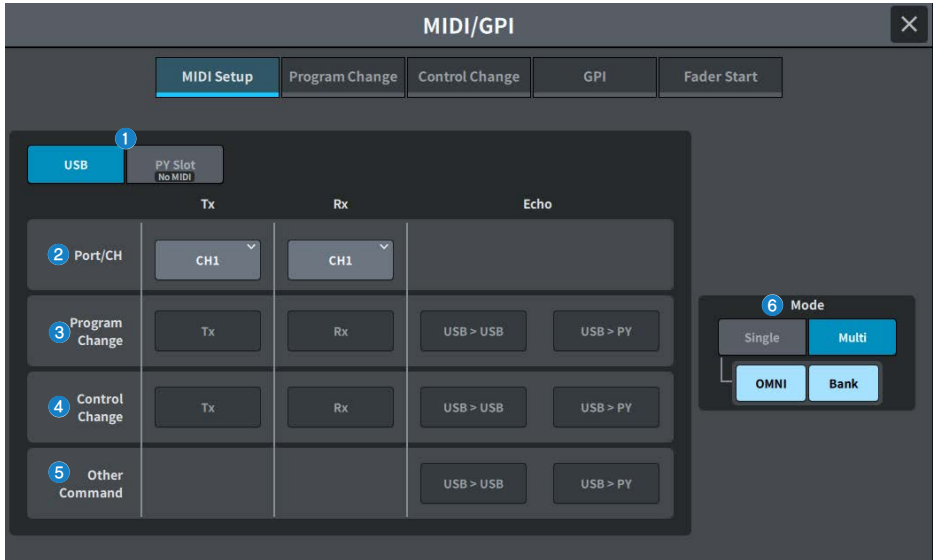 MIDI/GPI
MIDI Setup Program Change Control Change GPI Fader Start
1
USB PY Slot
No MIDI
Tx Rx Echo
2 Port/CH CH1 CH1
3 Program
Change
Tx Rx USB > USB USB > PY
4 Control
Change
Tx Rx USB > USB USB > PY
5 Other
Command
USB > USB USB > PY
6 Mode
Single Multi
OMNI Bank